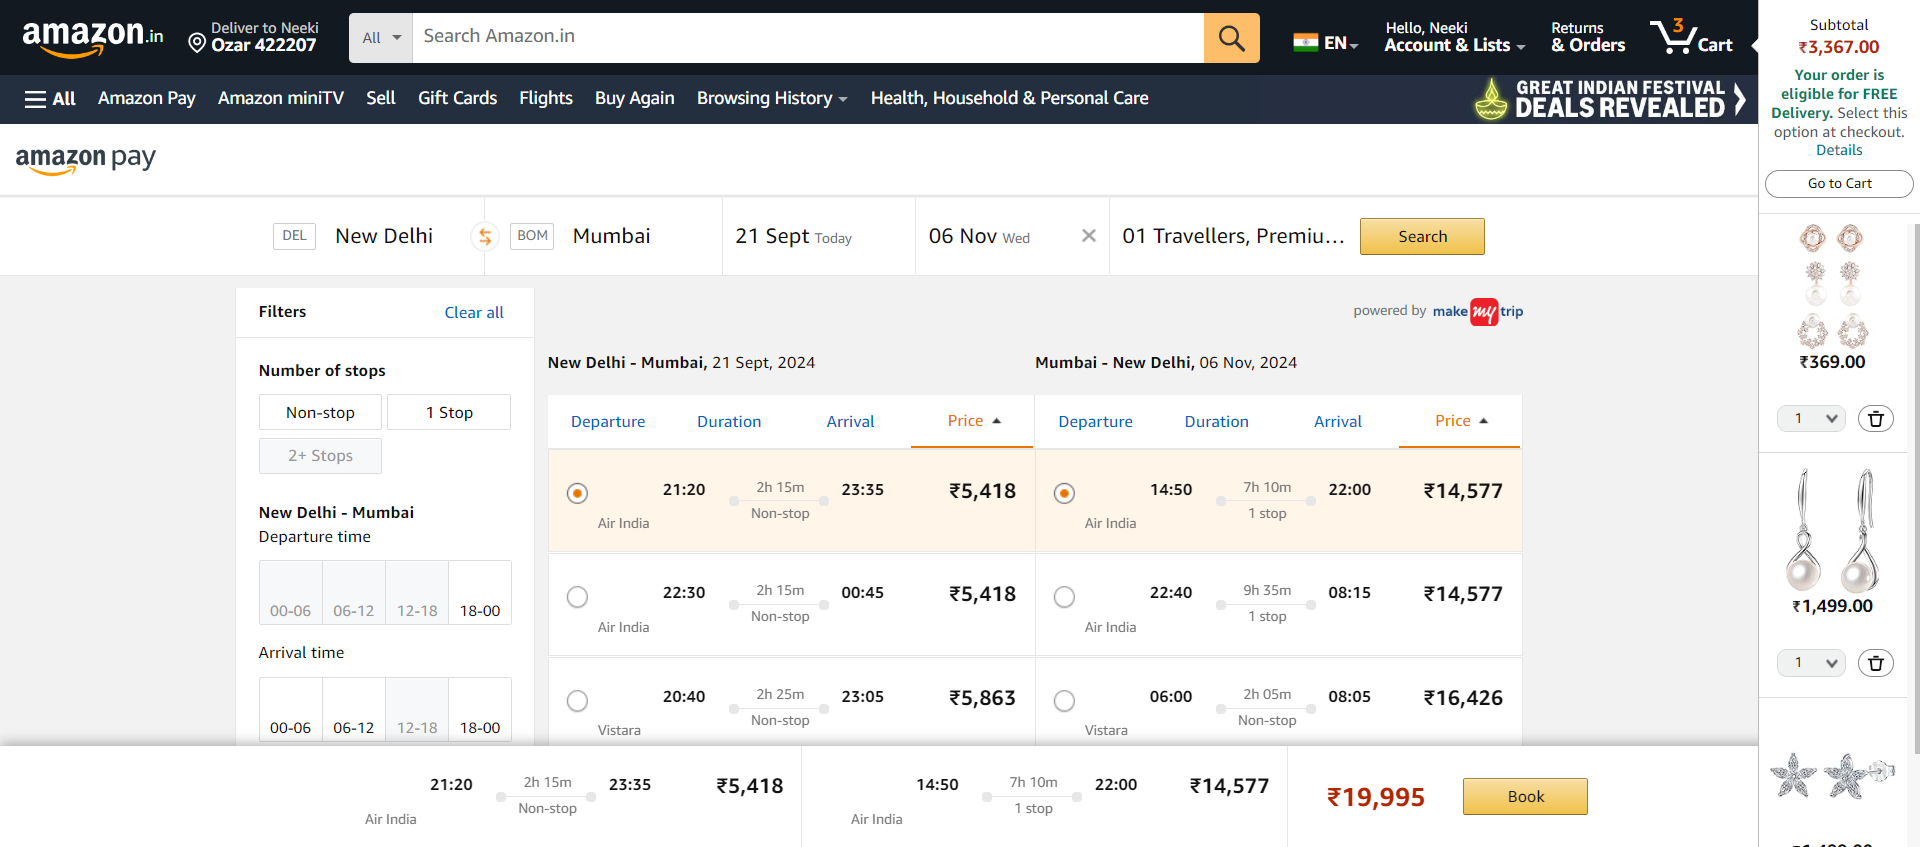 amazon.in
Deliver to Neeki
Ozar 422207
All
Search Amazon.in
EN
Hello, Neeki
Account & Lists
Returns
& Orders
3
Cart
All
Amazon Pay
Amazon miniTV
Sell
Gift Cards
Flights
Buy Again
Browsing History
Health, Household & Personal Care
GREAT INDIAN FESTIVAL
DEALS REVEALED
amazon pay
DEL
New Delhi
BOM
Mumbai
21 Sept Today
06 Nov Wed
01 Travellers, Premiu...
Search
Filters
Clear all
Number of stops
Non-stop
1 Stop
2+ Stops
New Delhi - Mumbai
Departure time
00-06
06-12
12-18
18-00
Arrival time
00-06
06-12
12-18
18-00
powered by make my trip
New Delhi - Mumbai, 21 Sept, 2024
Departure
Duration
Arrival
Price
21:20
2h 15m
23:35
₹5,418
Non-stop
Air India
22:30
2h 15m
00:45
₹5,418
Non-stop
Air India
20:40
2h 25m
23:05
₹5,863
Non-stop
Vistara
Mumbai - New Delhi, 06 Nov, 2024
Departure
Duration
Arrival
Price
14:50
7h 10m
22:00
₹14,577
1 stop
Air India
22:40
9h 35m
08:15
₹14,577
1 stop
Air India
06:00
2h 05m
08:05
₹16,426
Non-stop
Vistara
21:20
2h 15m
23:35
₹5,418
Non-stop
Air India
14:50
7h 10m
22:00
₹14,577
1 stop
Air India
₹19,995
Book
Subtotal
₹3,367.00
Your order is
eligible for FREE
Delivery. Select this
option at checkout.
Details
Go to Cart
₹369.00
1
₹1,499.00
1